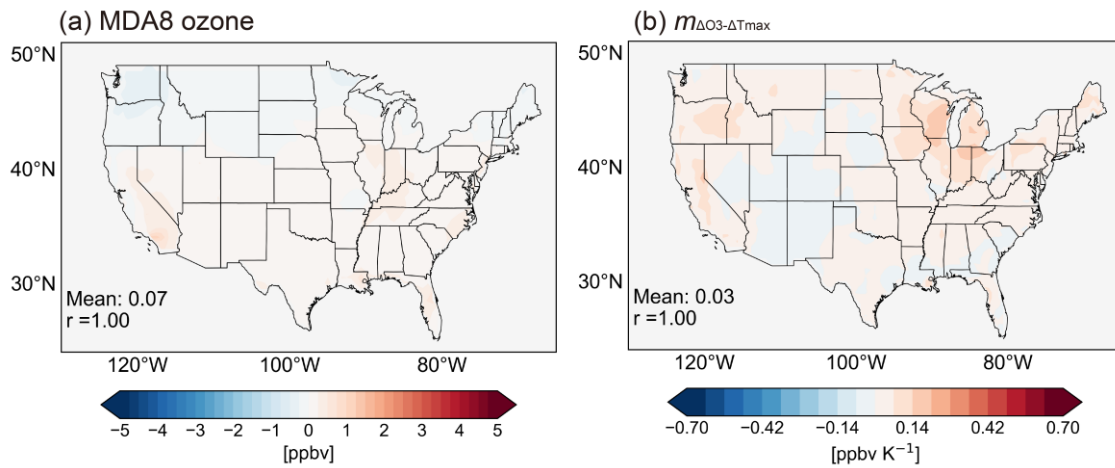 (a) MDA8 ozone
50°N
40°N
30°N
Mean: 0.07
r =1.00
120°W 100°W 80°W
−5 −4 −3 −2 −1 0 1 2 3 4 5
[ppbv]
(b) mΔO3-ΔTmax
50°N
40°N
30°N
Mean: 0.03
r =1.00
120°W 100°W 80°W
−0.70 −0.42 −0.14 0.14 0.42 0.70
[ppbv K⁻¹]